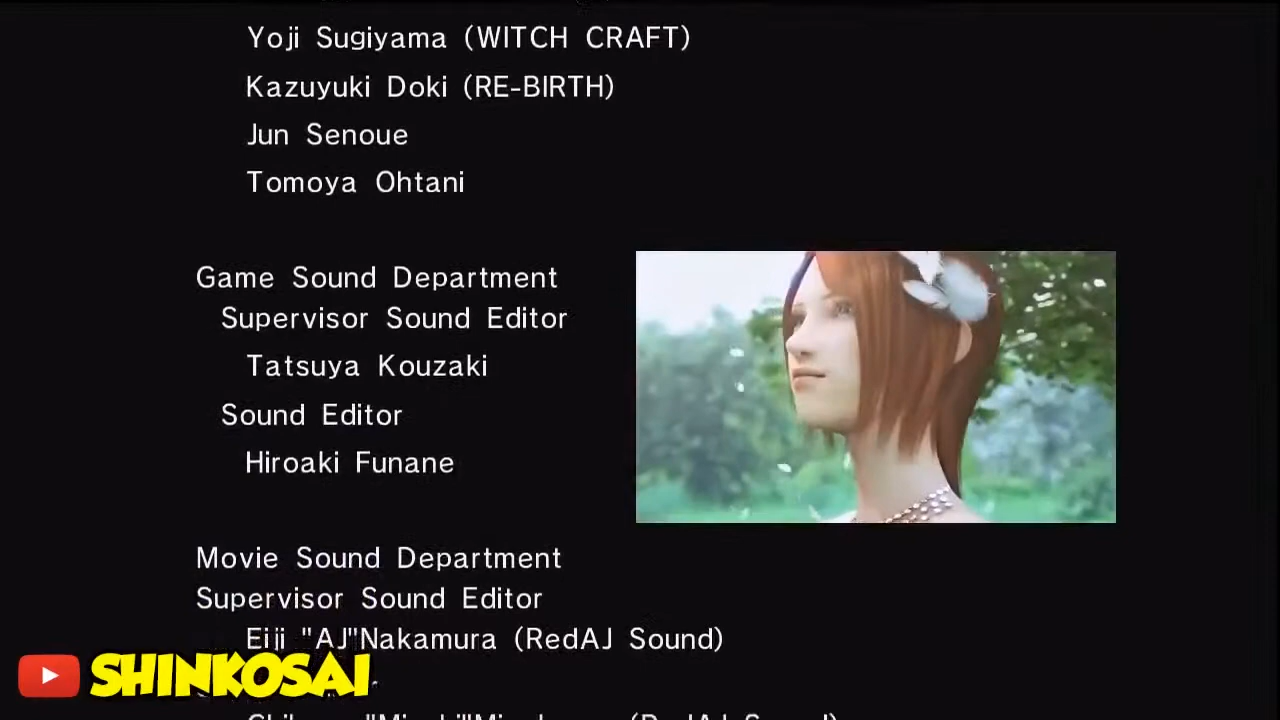 Yoji Sugiyama (WITCH CRAFT)
Kazuyuki Doki (RE-BIRTH)
Jun Senoue
Tomoya Ohtani
Game Sound Department
Supervisor Sound Editor
Tatsuya Kouzaki
Sound Editor
Hiroaki Funane
Movie Sound Department
Supervisor Sound Editor
Eiji "AJ"Nakamura (RedAJ Sound)
SHINKOSAI